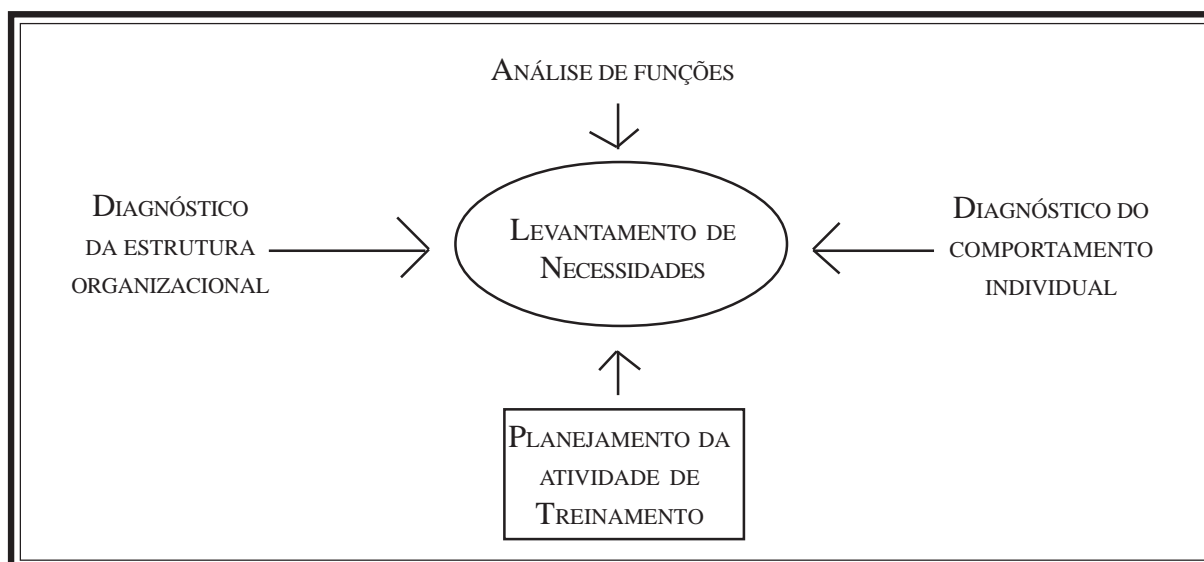 ANÁLISE DE FUNÇÕES
DIAGNÓSTICO
DA ESTRUTURA
ORGANIZACIONAL
LEVANTAMENTO DE
NECESSIDADES
DIAGNÓSTICO DO
COMPORTAMENTO
INDIVIDUAL
PLANEJAMENTO DA
ATIVIDADE DE
TREINAMENTO